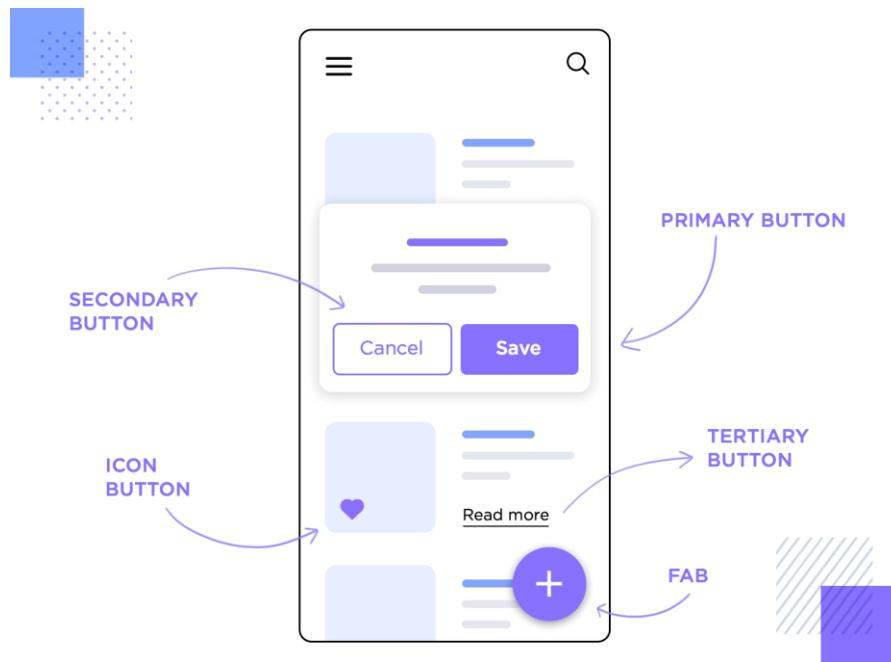 PRIMARY BUTTON
SECONDARY
BUTTON
Cancel
Save
TERTIARY
BUTTON
ICON
BUTTON
Read more
FAB